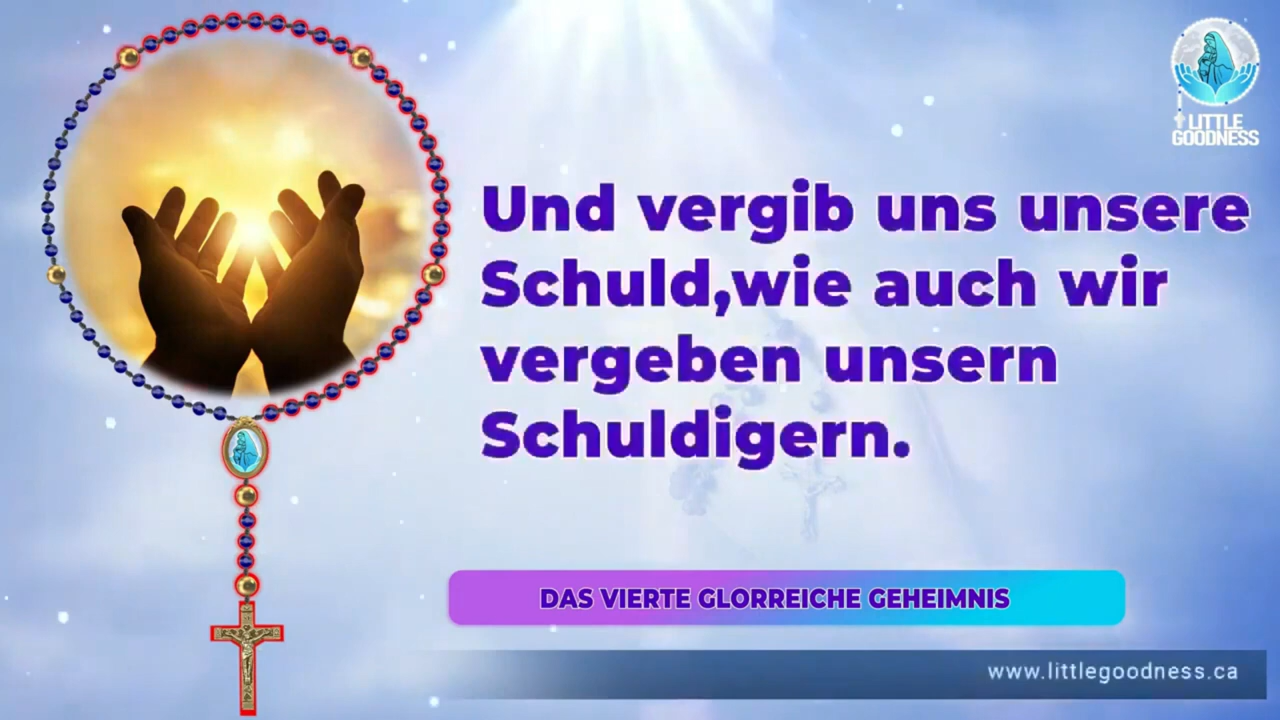 LITTLE
GOODNESS
Und vergib uns unsere
Schuld,wie auch wir
vergeben unsern
Schuldigern.
DAS VIERTE GLORREICHE GEHEIMNIS
www.littlegoodness.ca